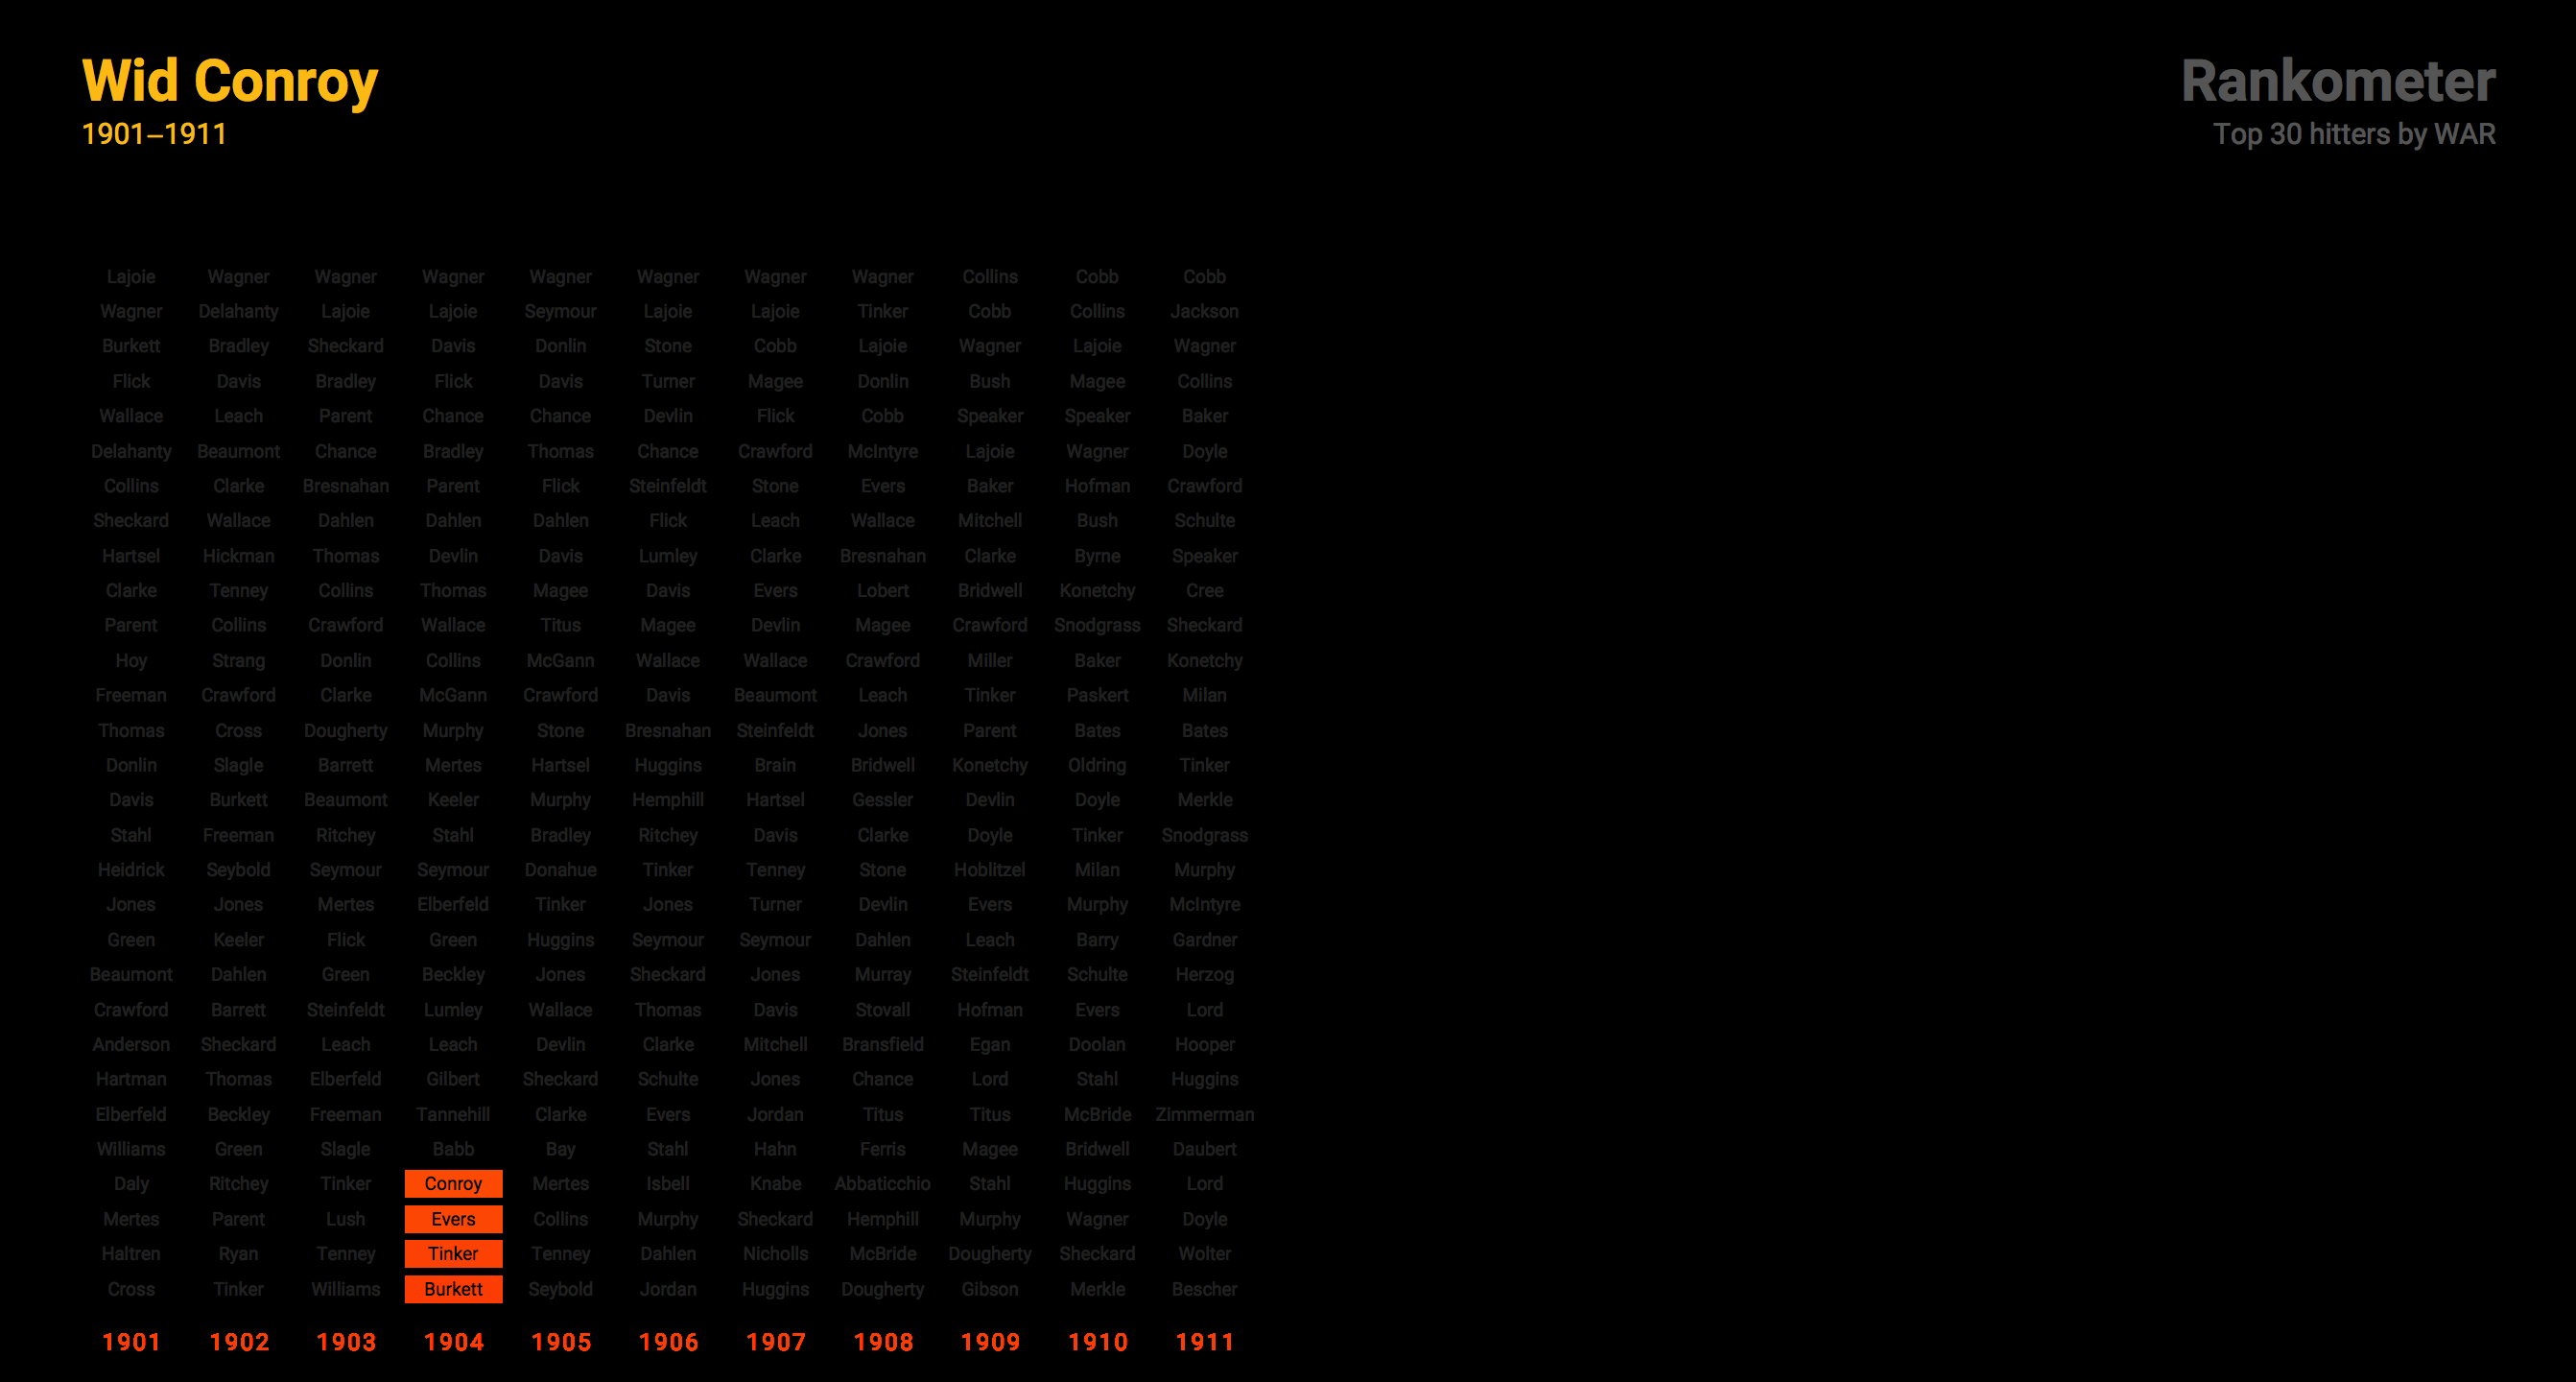 Wid Conroy
1901–1911
Rankometer
Top 30 hitters by WAR
Lajoie Wagner Wagner Wagner Wagner Wagner Wagner Wagner Collins Cobb Cobb
Wagner Delahanty Lajoie Lajoie Seymour Lajoie Lajoie Tinker Cobb Collins Jackson
Burkett Bradley Sheckard Davis Donlin Stone Cobb Lajoie Wagner Lajoie Wagner
Flick Davis Bradley Flick Davis Turner Magee Donlin Bush Magee Collins
Wallace Leach Parent Chance Chance Devlin Flick Cobb Speaker Speaker Baker
Delahanty Beaumont Chance Bradley Thomas Chance Crawford McIntyre Lajoie Wagner Doyle
Collins Clarke Bresnahan Parent Flick Steinfeldt Stone Evers Baker Hofman Crawford
Sheckard Wallace Dahlen Dahlen Dahlen Flick Leach Wallace Mitchell Bush Schulte
Hartsel Hickman Thomas Devlin Davis Lumley Clarke Bresnahan Clarke Byrne Speaker
Clarke Tenney Collins Thomas Magee Davis Evers Lobert Bridwell Konetchy Cree
Parent Collins Crawford Wallace Titus Magee Devlin Magee Crawford Snodgrass Sheckard
Hoy Strang Donlin Collins McGann Wallace Wallace Crawford Miller Baker Konetchy
Freeman Crawford Clarke McGann Crawford Davis Beaumont Leach Tinker Paskert Milan
Thomas Cross Dougherty Murphy Stone Bresnahan Steinfeldt Jones Parent Bates Bates
Donlin Slagle Barrett Mertes Hartsel Huggins Brain Bridwell Konetchy Oldring Tinker
Davis Burkett Beaumont Keeler Murphy Hemphill Hartsel Gessler Devlin Doyle Merkle
Stahl Freeman Ritchey Stahl Bradley Ritchey Davis Clarke Doyle Tinker Snodgrass
Heidrick Seybold Seymour Seymour Donahue Tinker Tenney Stone Hoblitzel Milan Murphy
Jones Jones Mertes Elberfeld Tinker Jones Turner Devlin Evers Murphy McIntyre
Green Keeler Flick Green Huggins Seymour Seymour Dahlen Leach Barry Gardner
Beaumont Dahlen Green Beckley Jones Sheckard Jones Murray Steinfeldt Schulte Herzog
Crawford Barrett Steinfeldt Lumley Wallace Thomas Davis Stovall Hofman Evers Lord
Anderson Sheckard Leach Leach Devlin Clarke Mitchell Bransfield Egan Doolan Hooper
Hartman Thomas Elberfeld Gilbert Sheckard Schulte Jones Chance Lord Stahl Huggins
Elberfeld Beckley Freeman Tannehill Clarke Evers Jordan Titus Titus McBride Zimmerman
Williams Green Slagle Babb Bay Stahl Hahn Ferris Magee Bridwell Daubert
Daly Ritchey Tinker Conroy Mertes Isbell Knabe Abbaticchio Stahl Huggins Lord
Mertes Parent Lush Evers Collins Murphy Sheckard Hemphill Murphy Wagner Doyle
Haltren Ryan Tenney Tinker Tenney Dahlen Nicholls McBride Dougherty Sheckard Wolter
Cross Tinker Williams Burkett Seybold Jordan Huggins Dougherty Gibson Merkle Bescher
1901 1902 1903 1904 1905 1906 1907 1908 1909 1910 1911